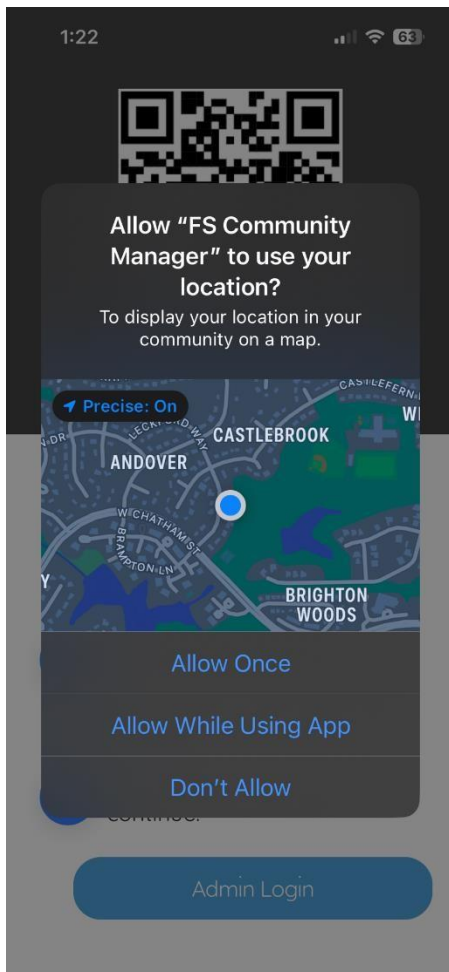 1:22
63
Allow “FS Community
Manager” to use your
location?
To display your location in your
community on a map.
Precise: On
CASTLEFERN
CASTLEBROOK
ANDOVER
W CHATHAM ST
BRAMPTON LN
BRIGHTON
WOODS
Allow Once
Allow While Using App
Don’t Allow
continue.
Admin Login